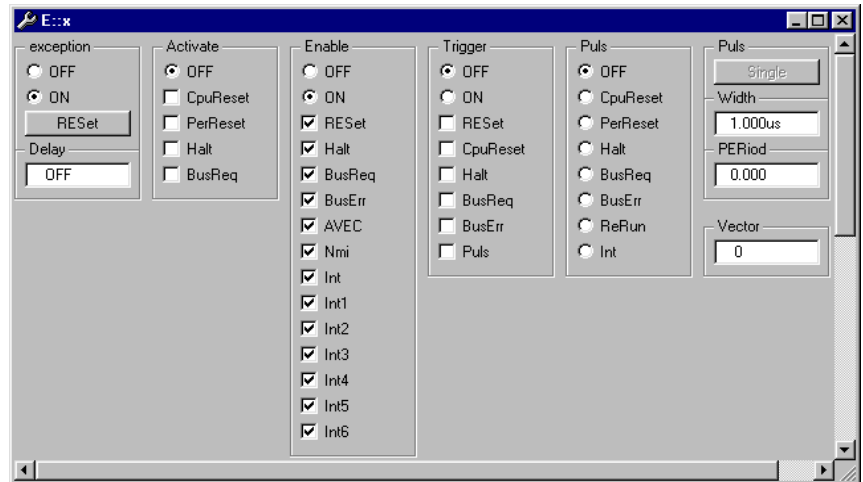 E::x
exception
OFF
ON
RESet
Delay
OFF
Activate
OFF
CpuReset
PerReset
Halt
BusReq
Enable
OFF
ON
RESet
Halt
BusReq
BusErr
AVEC
Nmi
Int
Int1
Int2
Int3
Int4
Int5
Int6
Trigger
OFF
ON
RESet
CpuReset
Halt
BusReq
BusErr
Puls
Puls
OFF
CpuReset
PerReset
Halt
BusReq
BusErr
ReRun
Int
Puls
Single
Width
1.000us
PERiod
0.000
Vector
0